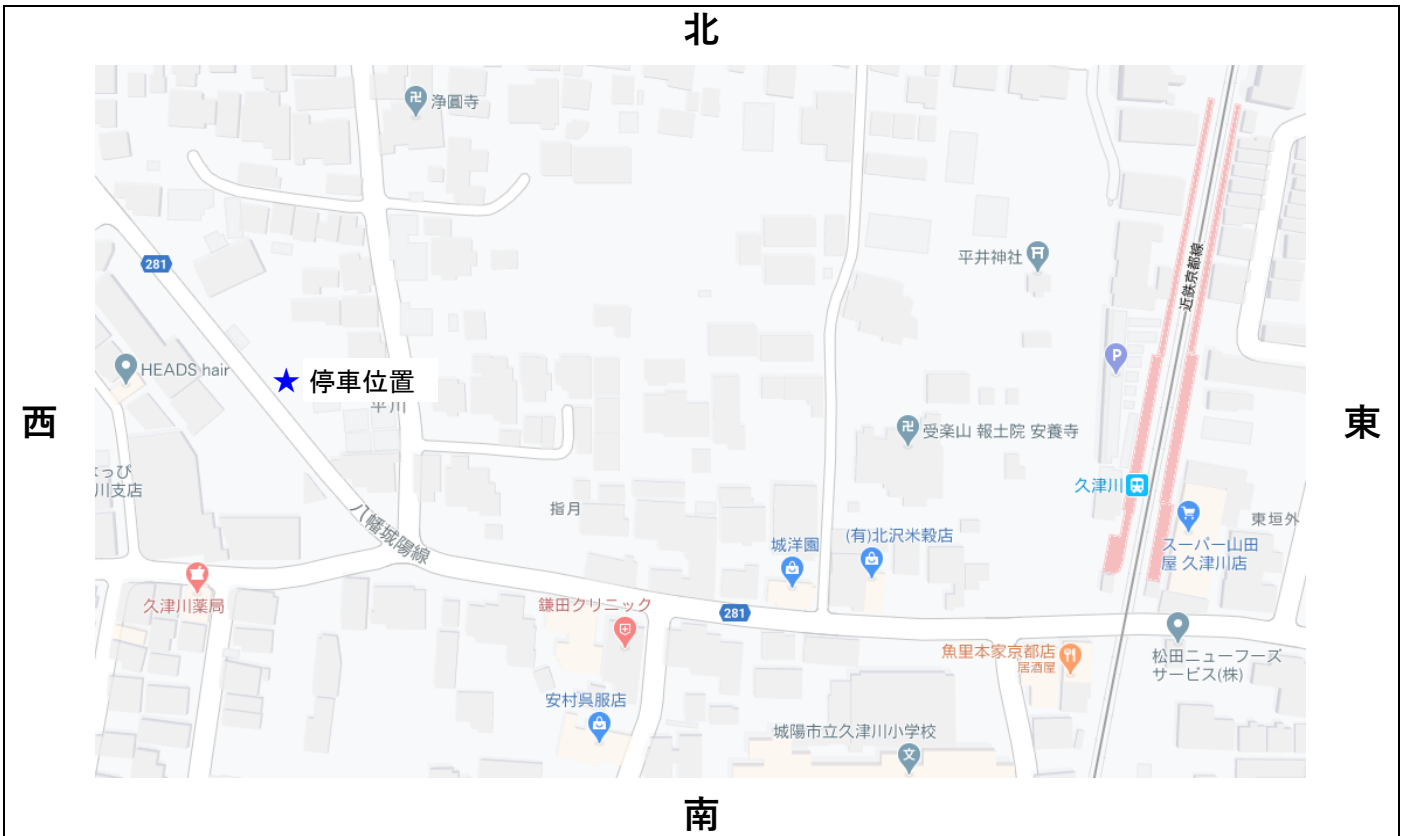 北
浄圓寺
近鉄京都線
平井神社
281
P
HEADS hair
★ 停車位置
平川
西
東
受楽山 報土院 安養寺
久津川
川支店
八幡城陽線
指月
城洋園
(有)北沢米穀店
東垣外
スーパー山田
屋 久津川店
久津川薬局
鎌田クリニック
281
魚里本家京都店
居酒屋
松田ニューフーズ
サービス(株)
安村呉服店
城陽市立久津川小学校
文
南